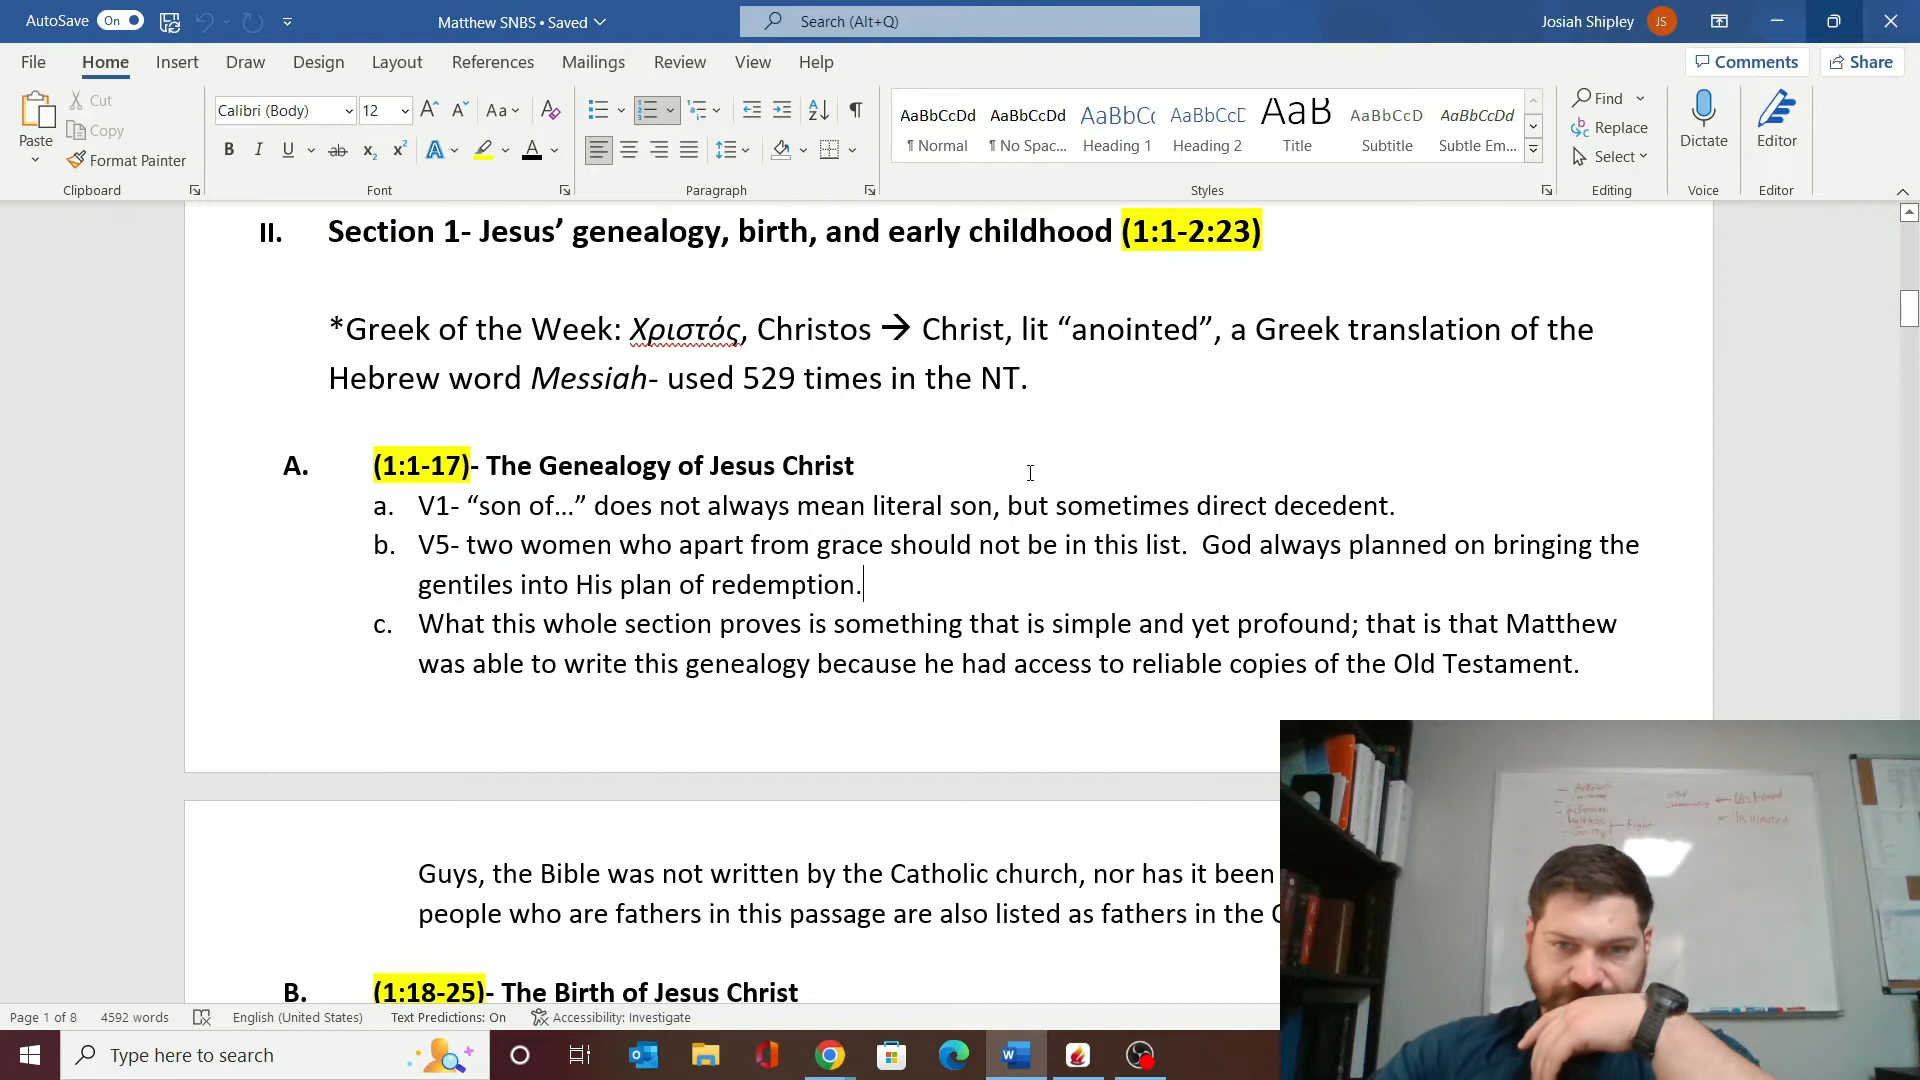 AutoSave On Matthew SNBS • Saved Search (Alt+Q) Josiah Shipley JS
File Home Insert Draw Design Layout References Mailings Review View Help Comments Share
Paste Cut Copy Format Painter Clipboard
Calibri (Body) 12 Aa
B I U ab x₂ x² A A
Font
Paragraph
AaBbCcDd AaBbCcDd AaBbC( AaBbCcD AaB AaBbCcD AaBbCcDd
¶ Normal ¶ No Spac... Heading 1 Heading 2 Title Subtitle Subtle Em...
Styles
Find Replace Select Editing
Dictate Voice
Editor Editor
II. Section 1- Jesus’ genealogy, birth, and early childhood (1:1-2:23)
*Greek of the Week: Χριστός, Christos → Christ, lit “anointed”, a Greek translation of the
Hebrew word Messiah- used 529 times in the NT.
A. (1:1-17)- The Genealogy of Jesus Christ
a. V1- “son of…” does not always mean literal son, but sometimes direct decedent.
b. V5- two women who apart from grace should not be in this list. God always planned on bringing the
gentiles into His plan of redemption.
c. What this whole section proves is something that is simple and yet profound; that is that Matthew
was able to write this genealogy because he had access to reliable copies of the Old Testament.
Guys, the Bible was not written by the Catholic church, nor has it been
people who are fathers in this passage are also listed as fathers in the
B. (1:18-25)- The Birth of Jesus Christ
Page 1 of 8 4592 words English (United States) Text Predictions: On Accessibility: Investigate
Type here to search